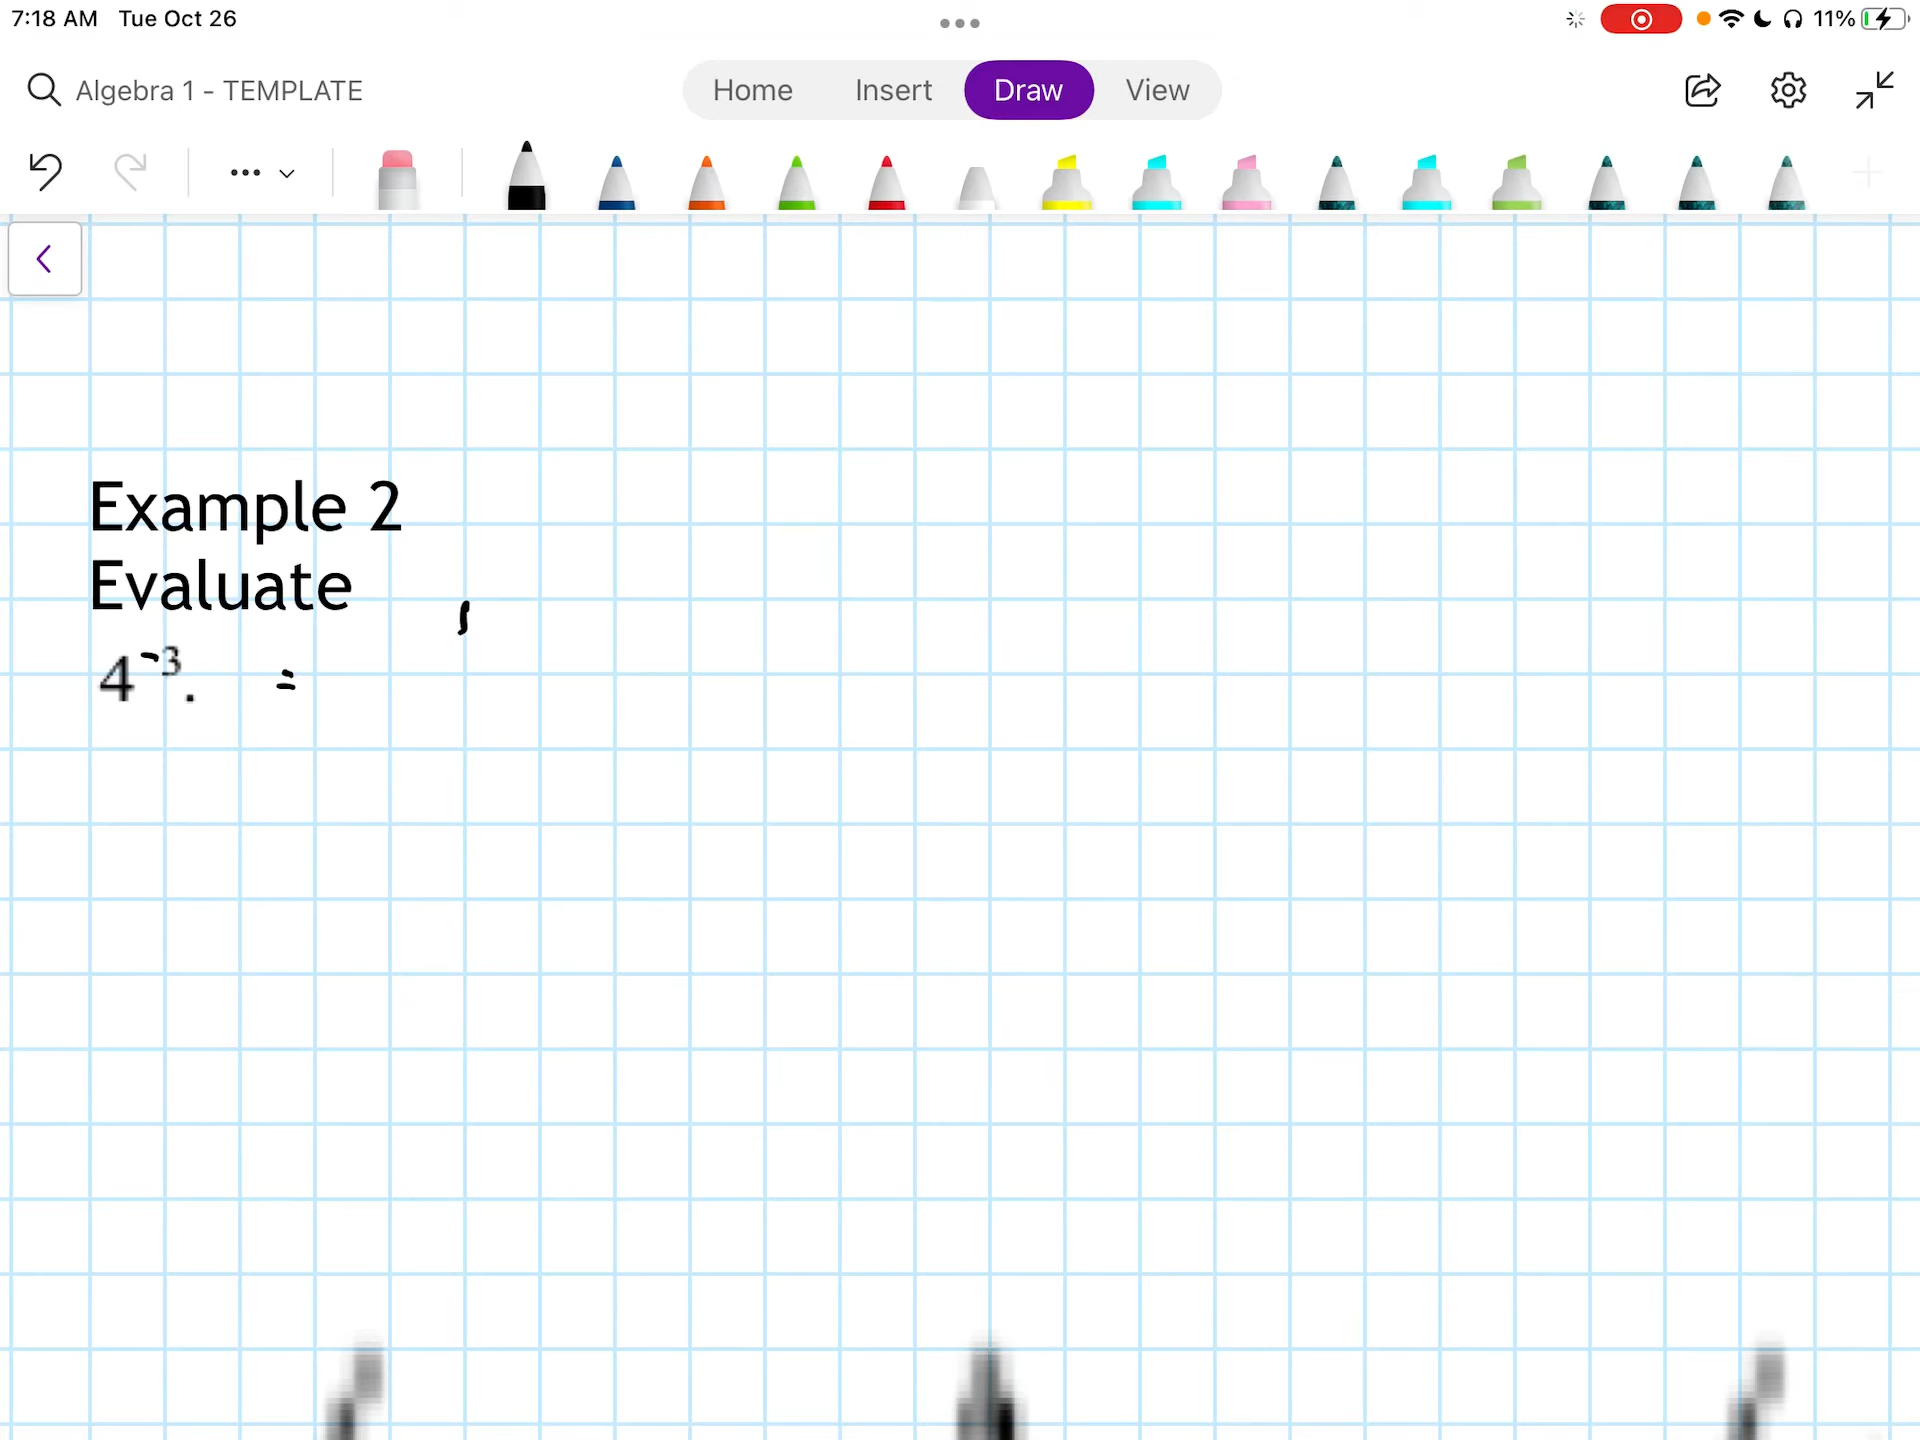 7:18 AM Tue Oct 26
11%
Algebra 1 - TEMPLATE
Home Insert Draw View
Example 2
Evaluate
4⁻³. =